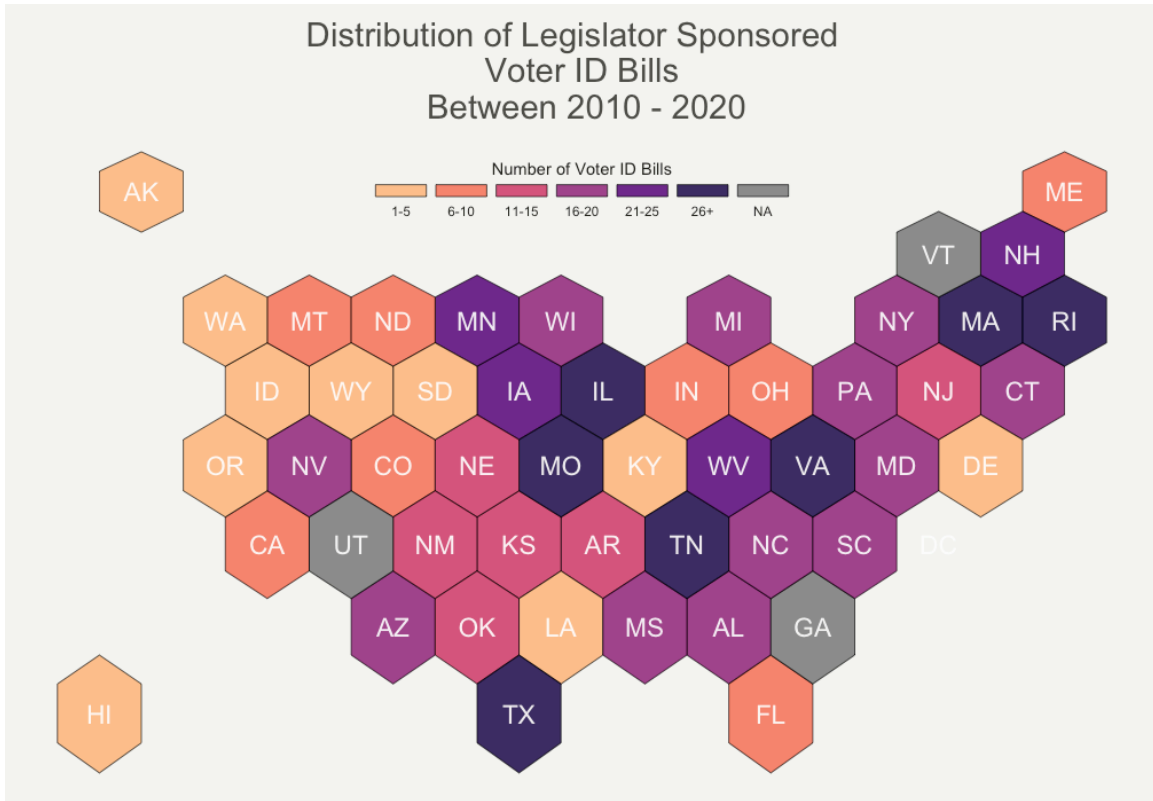 Distribution of Legislator Sponsored
Voter ID Bills
Between 2010 - 2020
Number of Voter ID Bills
1-5 6-10 11-15 16-20 21-25 26+ NA
AK ME
VT NH
WA MT ND MN WI MI NY MA RI
ID WY SD IA IL IN OH PA NJ CT
OR NV CO NE MO KY WV VA MD DE
CA UT NM KS AR TN NC SC DC
AZ OK LA MS AL GA
HI TX FL